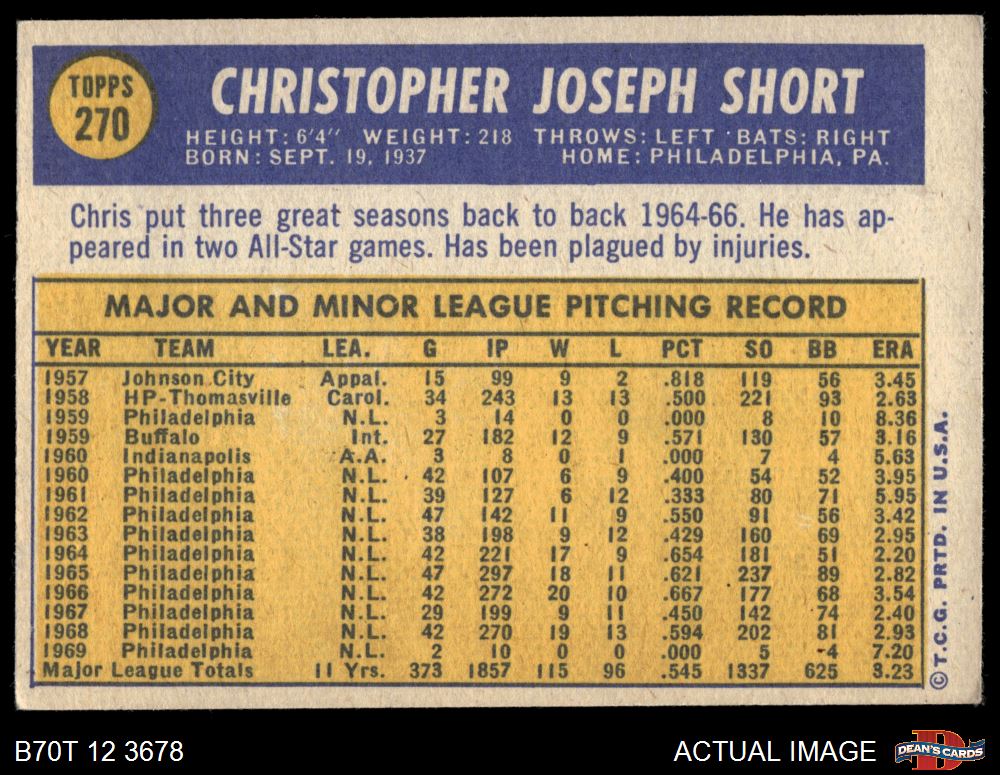 TOPPS
270
CHRISTOPHER JOSEPH SHORT
HEIGHT: 6'4" WEIGHT: 218 THROWS: LEFT BATS: RIGHT
BORN: SEPT. 19, 1937 HOME: PHILADELPHIA, PA.
Chris put three great seasons back to back 1964-66. He has ap-
peared in two All-Star games. Has been plagued by injuries.
MAJOR AND MINOR LEAGUE PITCHING RECORD
YEAR TEAM LEA. G IP W L PCT SO BB ERA
1957 Johnson City Appal. 15 99 9 2 .818 119 56 3.45
1958 HP-Thomasville Carol. 34 243 13 13 .500 221 93 2.63
1959 Philadelphia N.L. 3 14 0 0 .000 8 10 8.36
1959 Buffalo Int. 27 182 12 9 .571 130 57 3.16
1960 Indianapolis A.A. 3 8 0 1 .000 7 4 5.63
1960 Philadelphia N.L. 42 107 6 9 .400 54 52 3.95
1961 Philadelphia N.L. 39 127 6 12 .333 80 71 5.95
1962 Philadelphia N.L. 47 142 11 9 .550 91 56 3.42
1963 Philadelphia N.L. 38 198 9 12 .429 160 69 2.95
1964 Philadelphia N.L. 42 221 17 9 .654 181 51 2.20
1965 Philadelphia N.L. 47 297 18 11 .621 237 89 2.82
1966 Philadelphia N.L. 42 272 20 10 .667 177 68 3.54
1967 Philadelphia N.L. 29 199 9 11 .450 142 74 2.40
1968 Philadelphia N.L. 42 270 19 13 .594 202 81 2.93
1969 Philadelphia N.L. 2 10 0 0 .000 5 4 7.20
Major League Totals 11 Yrs. 373 1857 115 96 .545 1337 625 3.23
© T.C.G. PRTD. IN U.S.A.
B70T 12 3678
ACTUAL IMAGE
DEAN'S CARDS